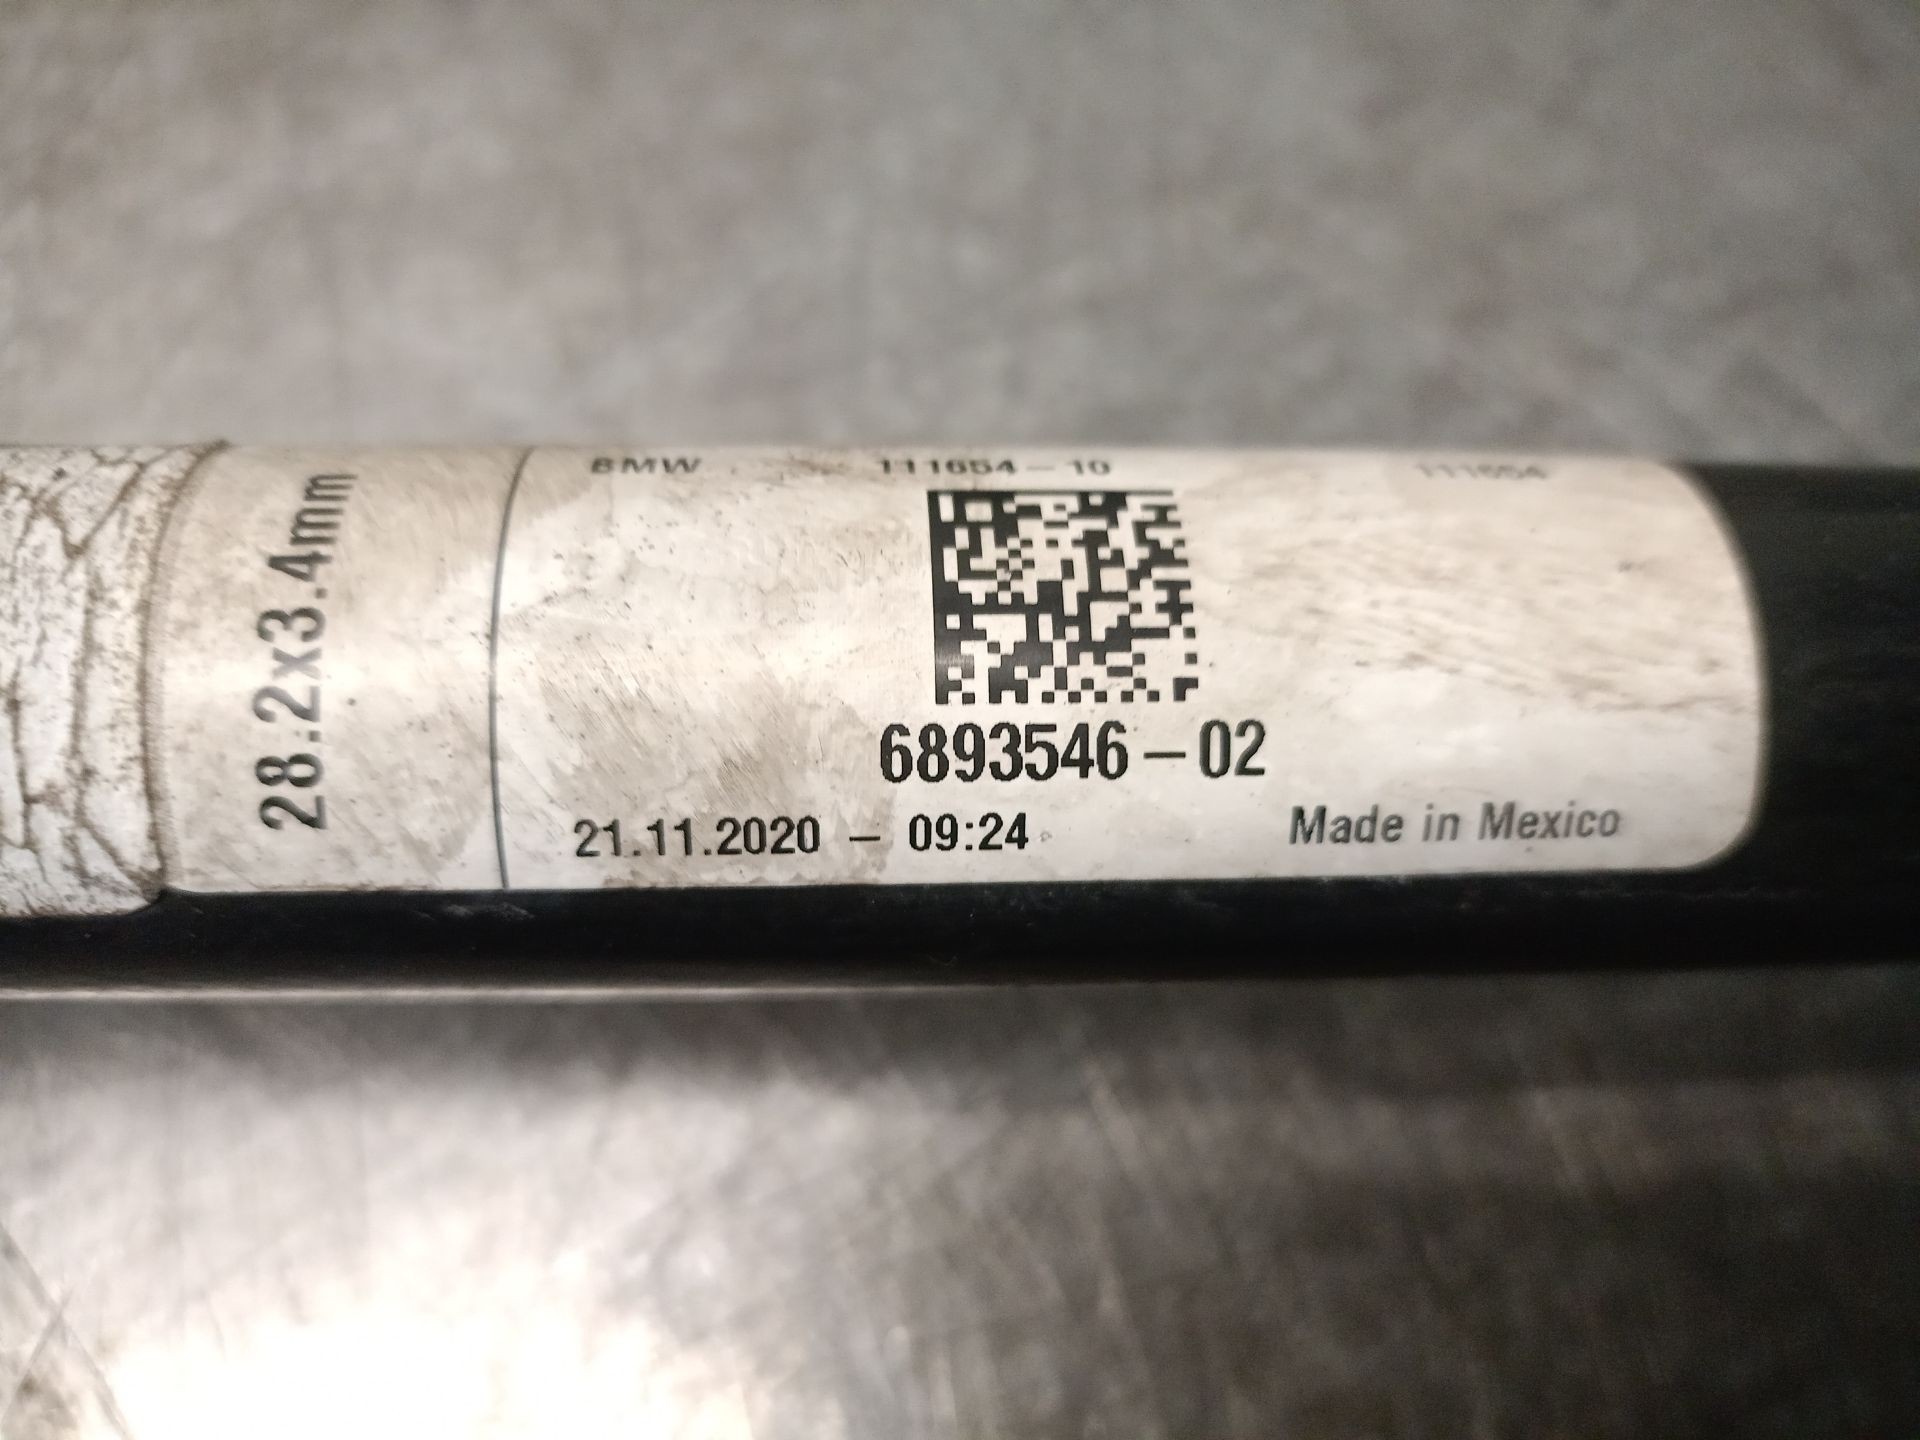 28.2x3.4mm
BMW 111654-10 111654
6893546-02
21.11.2020 - 09:24 Made in Mexico